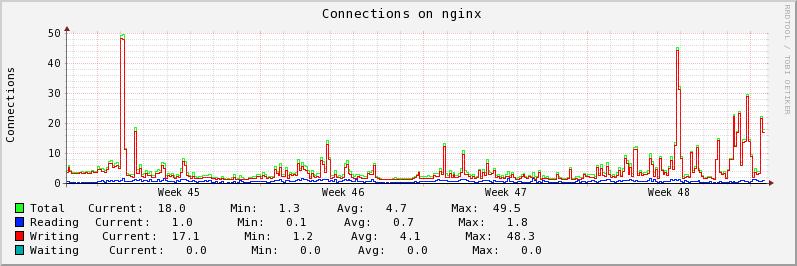 Connections on nginx
RRDTOOL / TOBI OETIKER
Connections
50
40
30
20
10
0
Week 45 Week 46 Week 47 Week 48
Total Current: 18.0 Min: 1.3 Avg: 4.7 Max: 49.5
Reading Current: 1.0 Min: 0.1 Avg: 0.7 Max: 1.8
Writing Current: 17.1 Min: 1.2 Avg: 4.1 Max: 48.3
Waiting Current: 0.0 Min: 0.0 Avg: 0.0 Max: 0.0